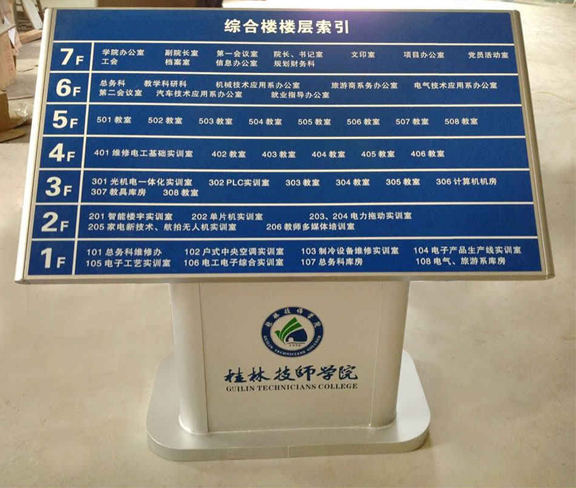 综合楼楼层索引
7F 学院办公室 副院长室 第一会议室 院长、书记室 文印室 项目办公室 党员活动室
工会 档案室 信息办公室 规划财务科
6F 总务科 教学科研科 机械技术应用系办公室 旅游商系务办公室 电气技术应用系办公室
第二会议室 汽车技术应用系办公室 就业指导办公室
5F 501 教室 502 教室 503 教室 504 教室 505 教室 506 教室 507 教室 508 教室
4F 401 维修电工基础实训室 402 教室 403 教室 404 教室 405 教室 406 教室
3F 301 光机电一体化实训室 302 PLC实训室 303 教室 304 教室 305 教室 306 计算机机房
307 教具库房 308 教室
2F 201 智能楼宇实训室 202 单片机实训室 203、204 电力拖动实训室
205 家电新技术、航拍无人机实训室 206 教师多媒体培训室
1F 101 总务科维修办 102 户式中央空调实训室 103 制冷设备维修实训室 104 电子产品生产线实训室
105 电子工艺实训室 106 电工电子综合实训室 107 总务科库房 108 电气、旅游系库房
桂林技师学院
GUILIN TECHNICIANS COLLEGE
桂林技师学院
GUILIN TECHNICIANS COLLEGE